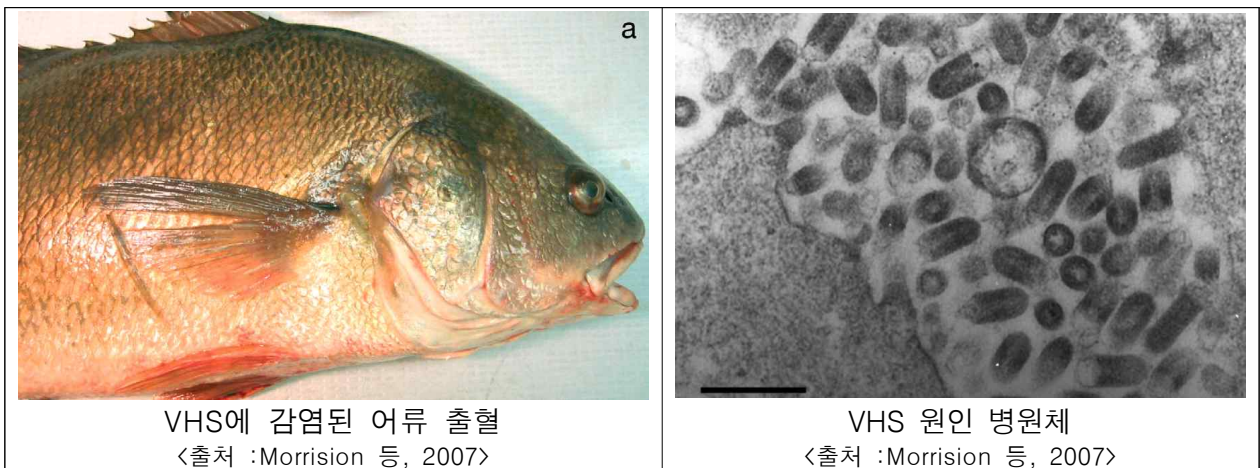 a
VHS에 감염된 어류 출혈
<출처 :Morrision 등, 2007>
VHS 원인 병원체
<출처 :Morrision 등, 2007>